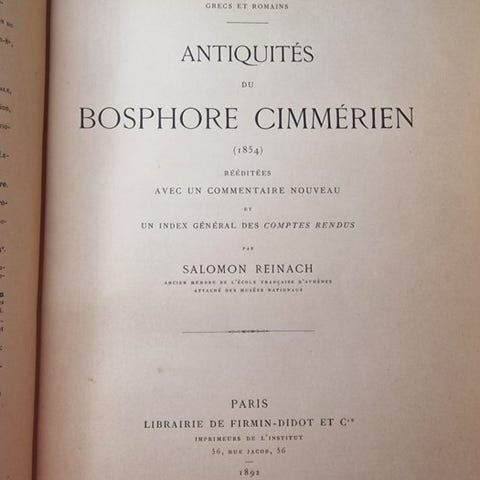 GRECS ET ROMAINS
ANTIQUITÉS
DU
BOSPHORE CIMMÉRIEN
(1854)
RÉÉDITÉES
AVEC UN COMMENTAIRE NOUVEAU
ET
UN INDEX GÉNÉRAL DES COMPTES RENDUS
PAR
SALOMON REINACH
ANCIEN MEMBRE DE L'ÉCOLE FRANÇAISE D'ATHÈNES
ATTACHÉ DES MUSÉES NATIONAUX
PARIS
LIBRAIRIE DE FIRMIN-DIDOT ET Cie
IMPRIMEURS DE L'INSTITUT
56, RUE JACOB, 56
1892